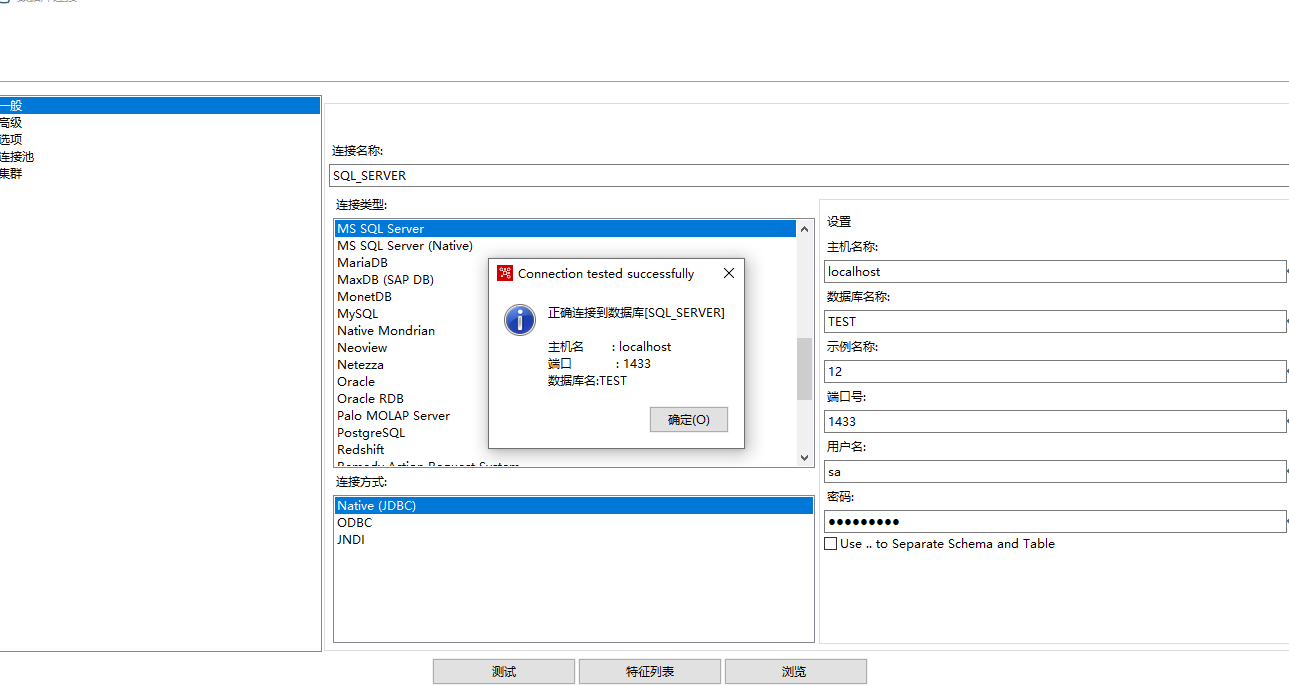 一般
高级
选项
连接池
集群
连接名称:
SQL_SERVER
连接类型:
MS SQL Server
MS SQL Server (Native)
MariaDB
MaxDB (SAP DB)
MonetDB
MySQL
Native Mondrian
Neoview
Netezza
Oracle
Oracle RDB
Palo MOLAP Server
PostgreSQL
Redshift
Remedy Action Request System
连接方式:
Native (JDBC)
ODBC
JNDI
设置
主机名称:
localhost
数据库名称:
TEST
示例名称:
12
端口号:
1433
用户名:
sa
密码:
●●●●●●●●●
Use .. to Separate Schema and Table
Connection tested successfully
正确连接到数据库[SQL_SERVER]
主机名 : localhost
端口 : 1433
数据库名:TEST
确定(O)
测试
特征列表
浏览